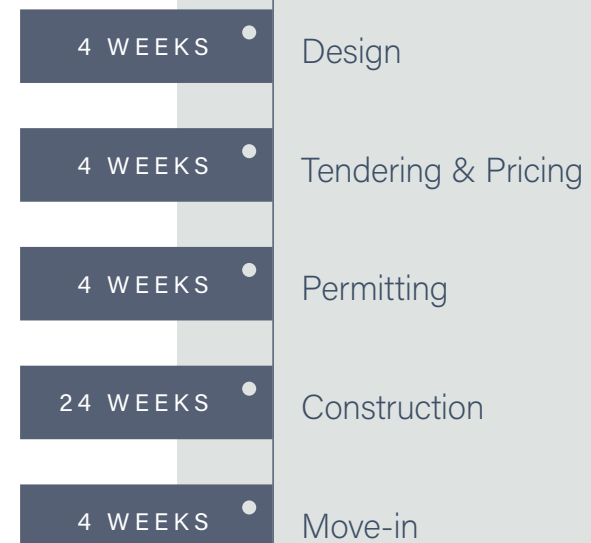 4 WEEKS Design
4 WEEKS Tendering & Pricing
4 WEEKS Permitting
24 WEEKS Construction
4 WEEKS Move-in